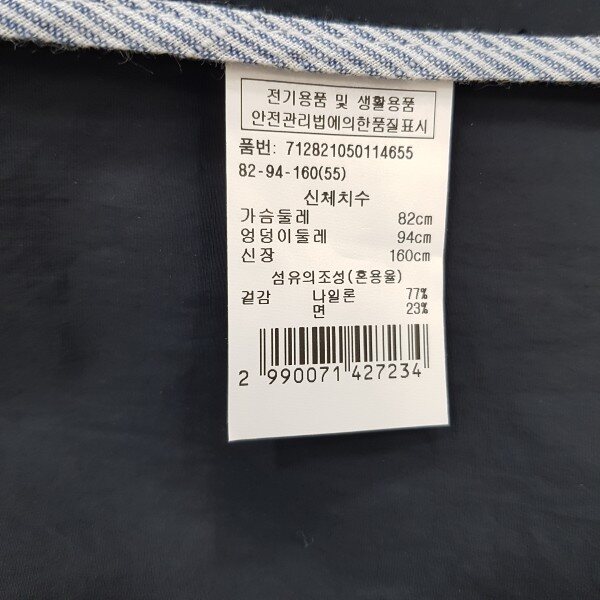 전기용품 및 생활용품
안전관리법에의한품질표시
품번: 712821050114655
82-94-160(55)
신체치수
가슴둘레 82cm
엉덩이둘레 94cm
신장 160cm
섬유의조성(혼용율)
겉감 나일론 77%
면 23%
2 990071 427234